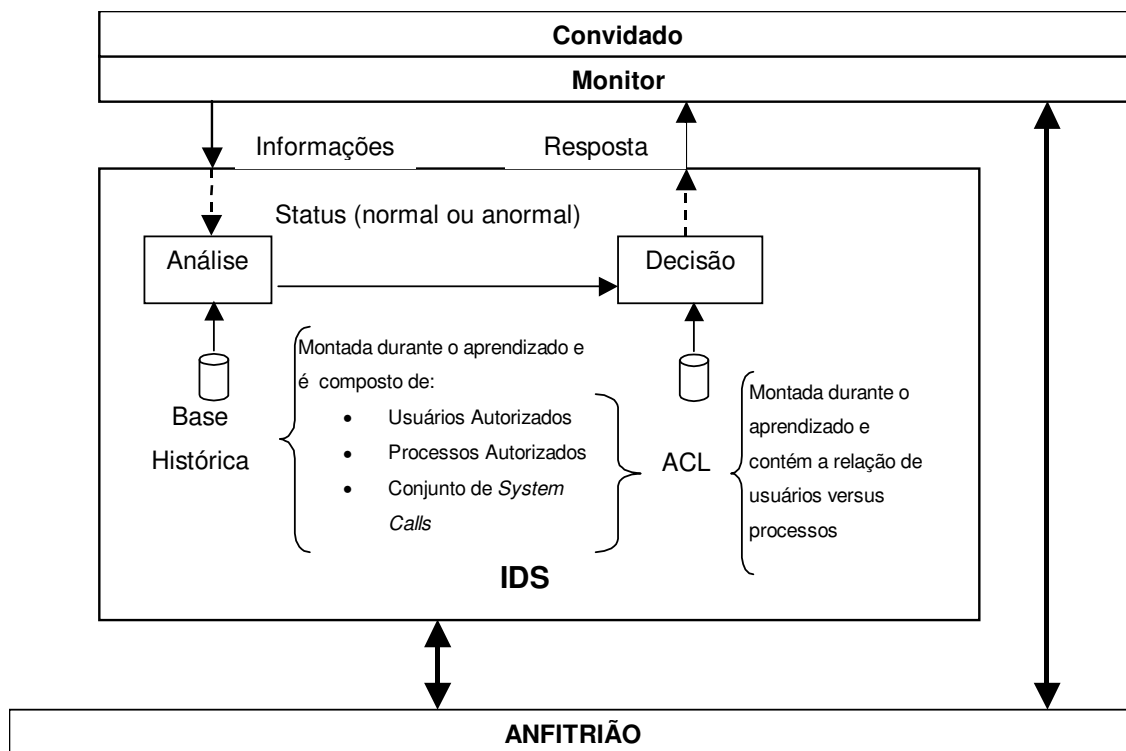 Convidado
Monitor
Informações
Resposta
Status (normal ou anormal)
Análise
Decisão
Montada durante o aprendizado e
é composto de:
• Usuários Autorizados
• Processos Autorizados
• Conjunto de System
Calls
Base
Histórica
ACL
Montada durante o
aprendizado e
contém a relação de
usuários versus
processos
IDS
ANFITRIÃO